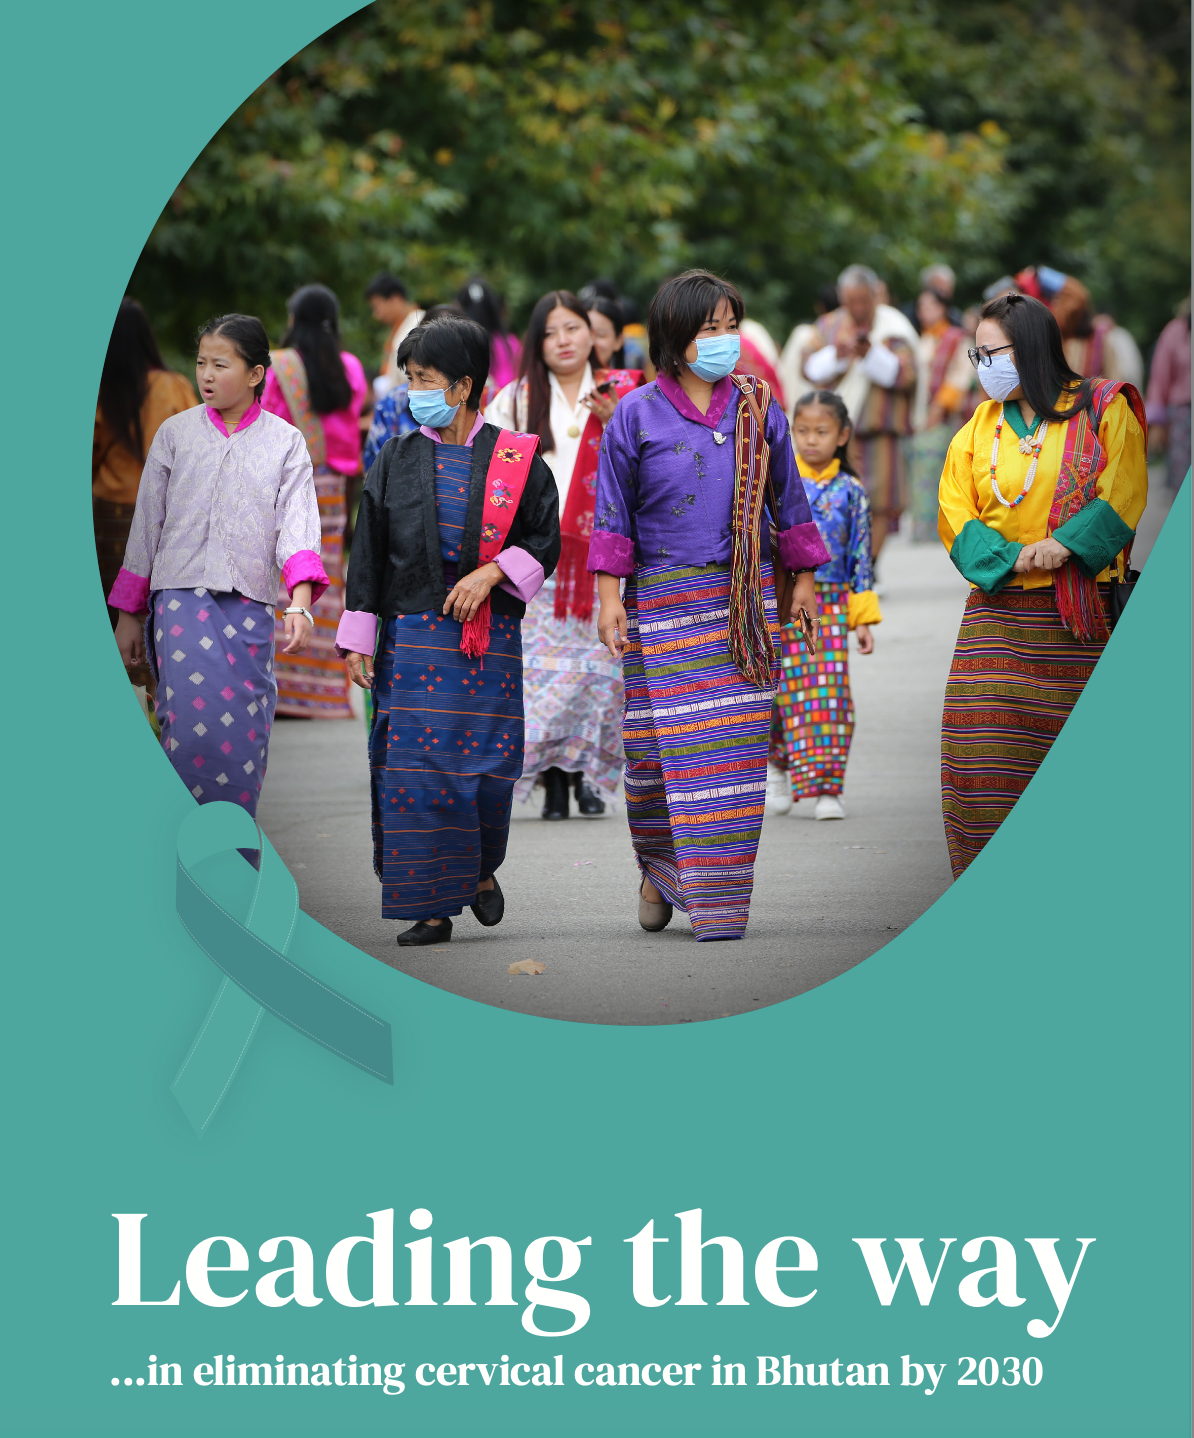 Leading the way
...in eliminating cervical cancer in Bhutan by 2030